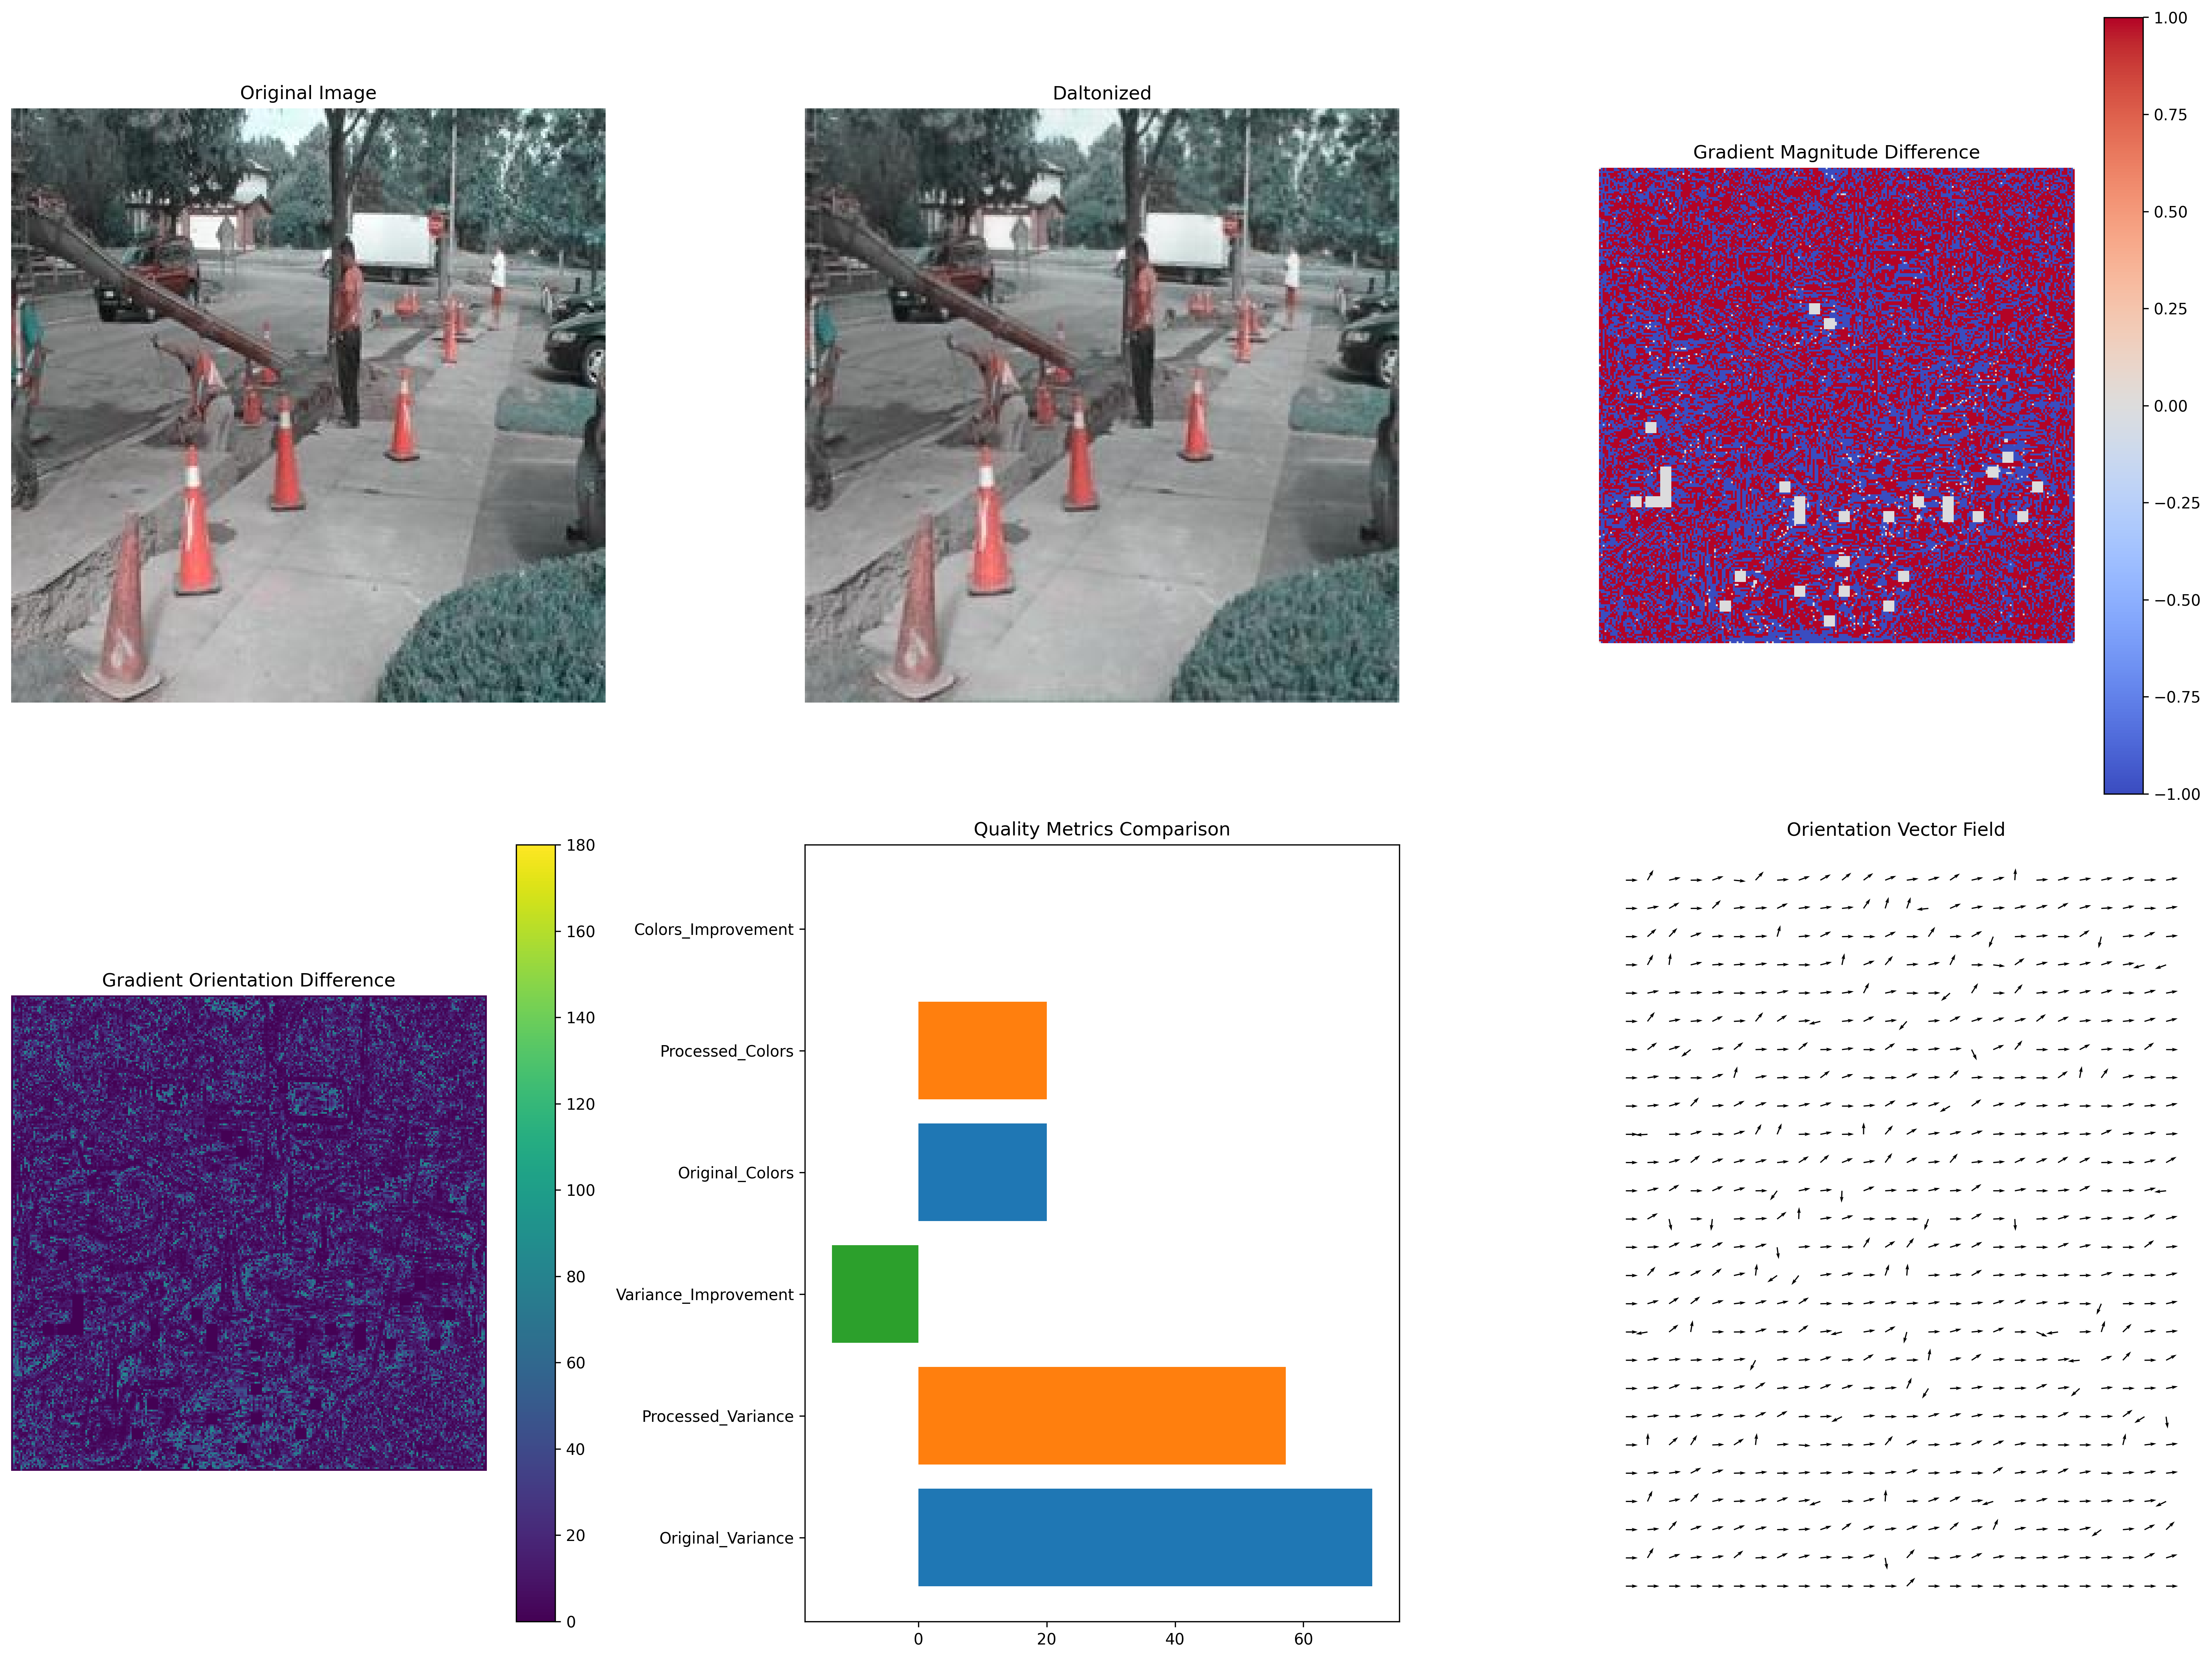 Original Image
Daltonized
Gradient Magnitude Difference
1.00
0.75
0.50
0.25
0.00
−0.25
−0.50
−0.75
−1.00
Gradient Orientation Difference
180
160
140
120
100
80
60
40
20
0
Quality Metrics Comparison
Colors_Improvement
Processed_Colors
Original_Colors
Variance_Improvement
Processed_Variance
Original_Variance
0
20
40
60
Orientation Vector Field